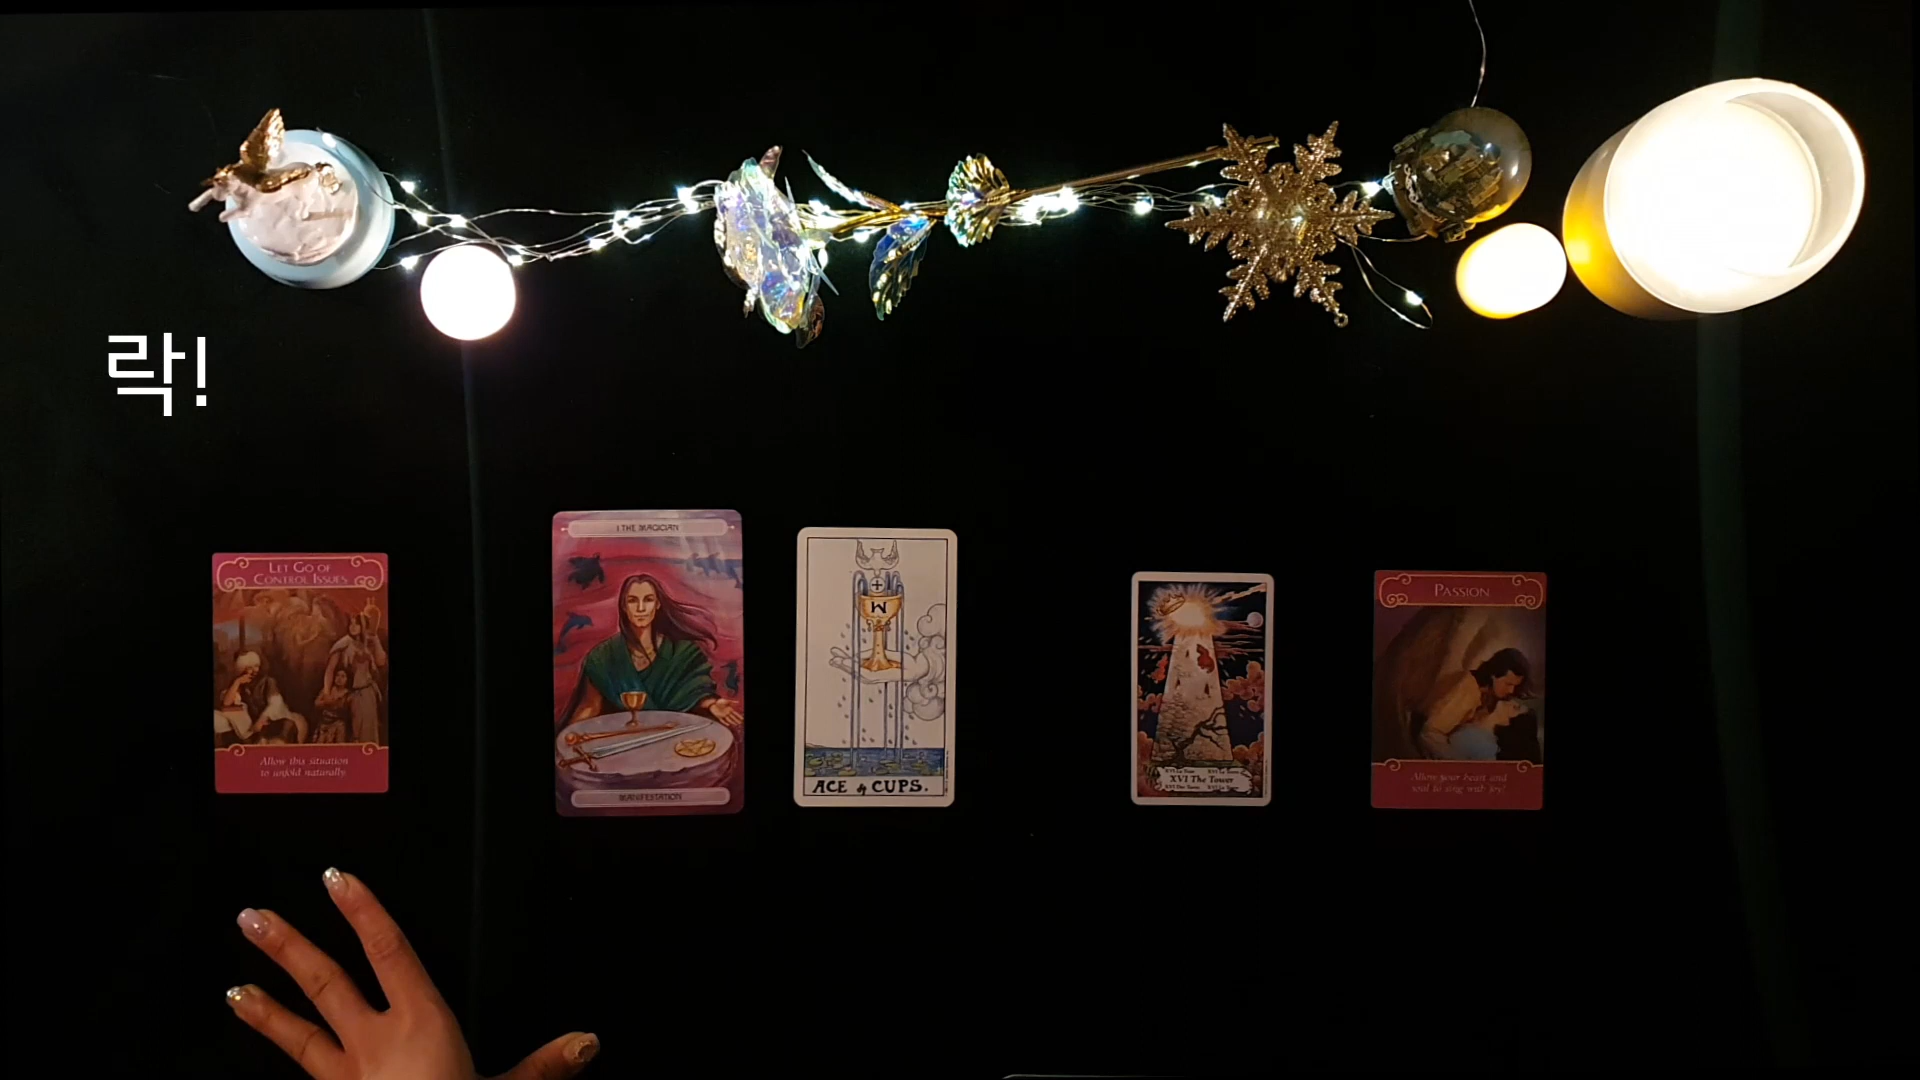 락!
LET GO OF
CONTROL ISSUES
Allow this situation
to unfold naturally.
I THE MAGICIAN
MANIFESTATION
W
ACE of CUPS.
XVI The Tower
PASSION
Allow your heart and
soul to sing with joy!